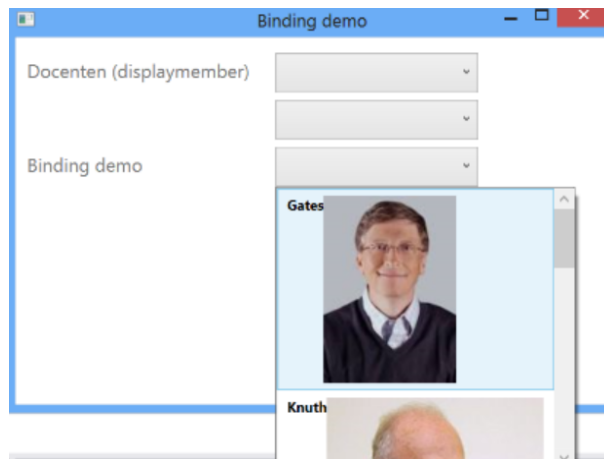 Binding demo
Docenten (displaymember)
Binding demo
Gates
Knuth